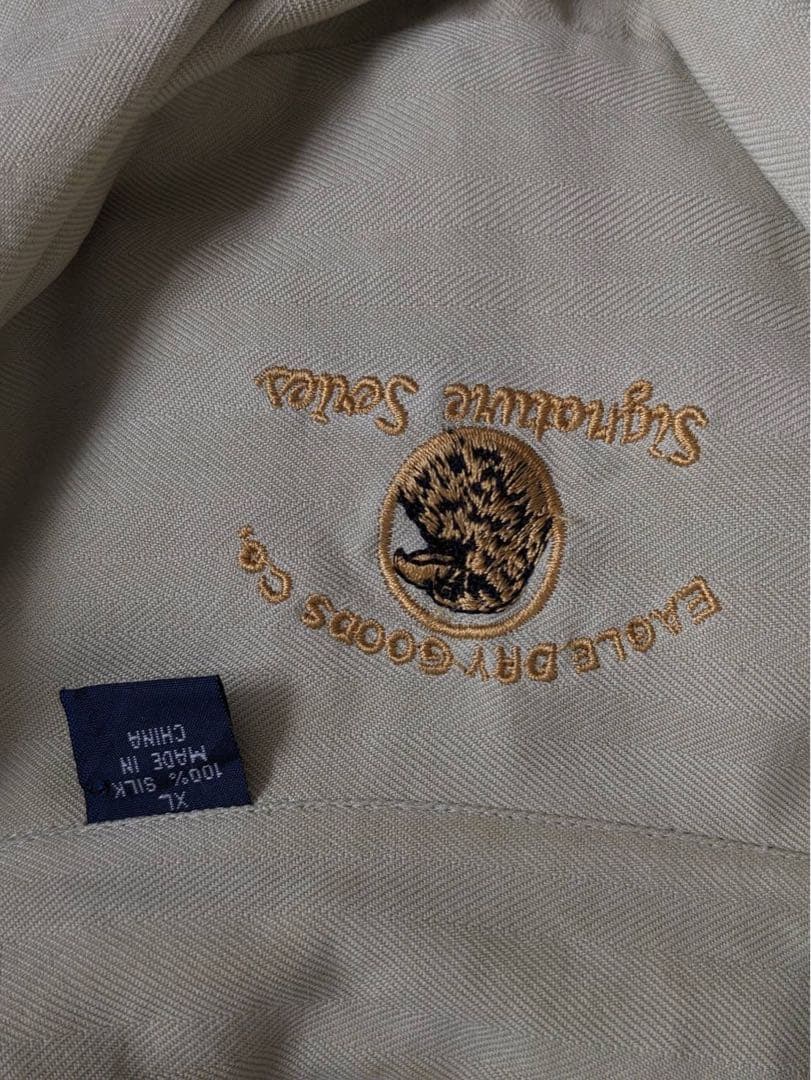 EAGLE DRY GOODS Co.
Signature Series
XL
100% SILK
MADE IN
CHINA